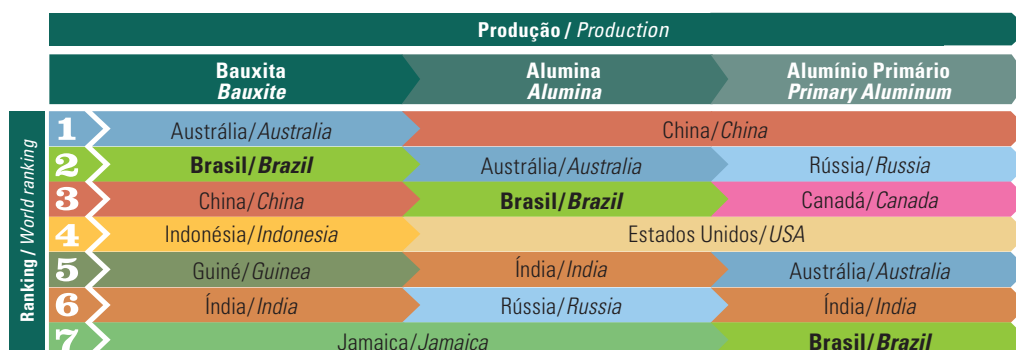 Produção / Production
Bauxita
Bauxite
Alumina
Alumina
Alumínio Primário
Primary Aluminum
Ranking / World ranking
1 Austrália/Australia China/China
2 Brasil/Brazil Austrália/Australia Rússia/Russia
3 China/China Brasil/Brazil Canadá/Canada
4 Indonésia/Indonesia Estados Unidos/USA
5 Guiné/Guinea Índia/India Austrália/Australia
6 Índia/India Rússia/Russia Índia/India
7 Jamaica/Jamaica Brasil/Brazil